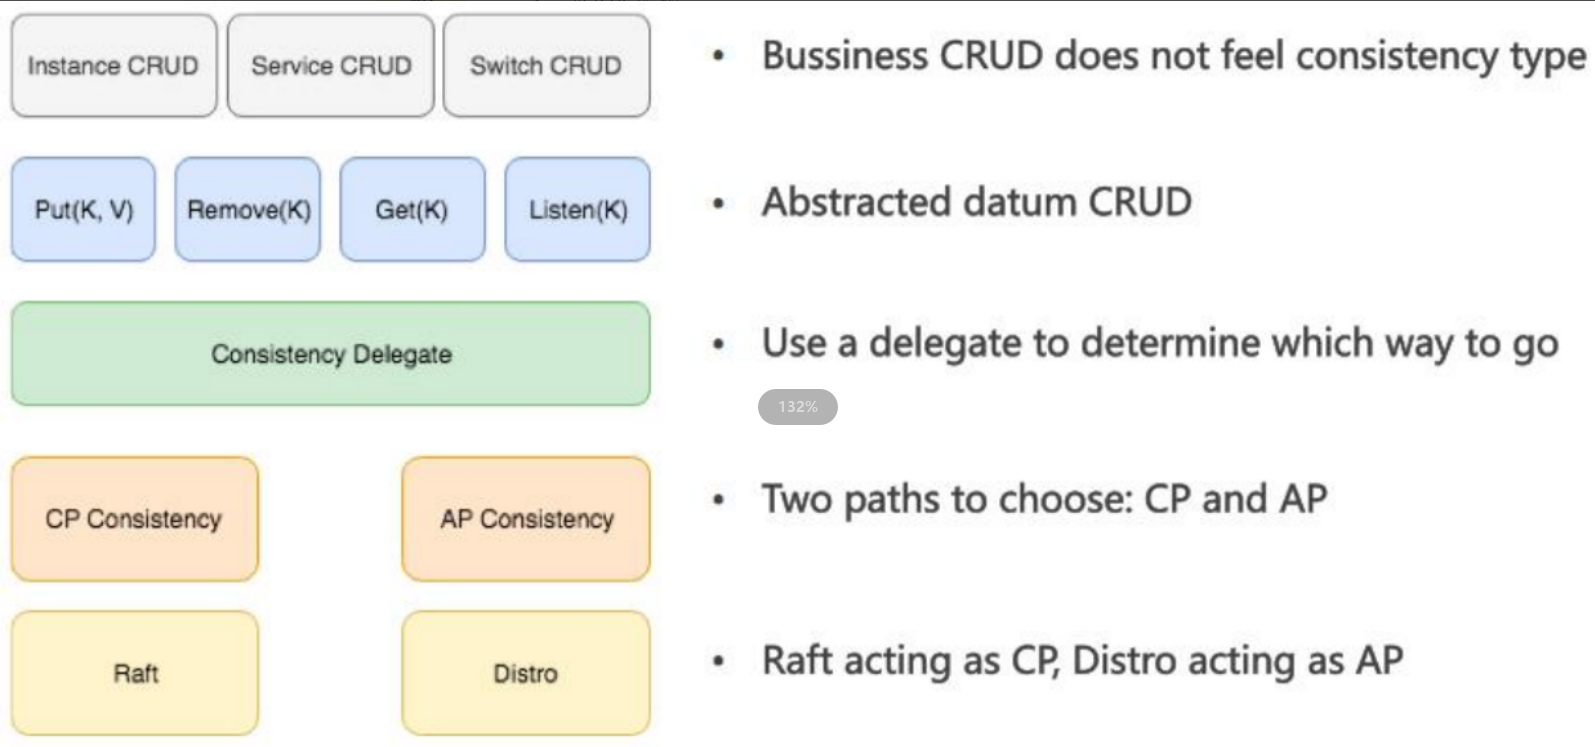 Instance CRUD
Service CRUD
Switch CRUD
• Bussiness CRUD does not feel consistency type
Put(K, V)
Remove(K)
Get(K)
Listen(K)
• Abstracted datum CRUD
Consistency Delegate
• Use a delegate to determine which way to go
132%
CP Consistency
AP Consistency
• Two paths to choose: CP and AP
Raft
Distro
• Raft acting as CP, Distro acting as AP